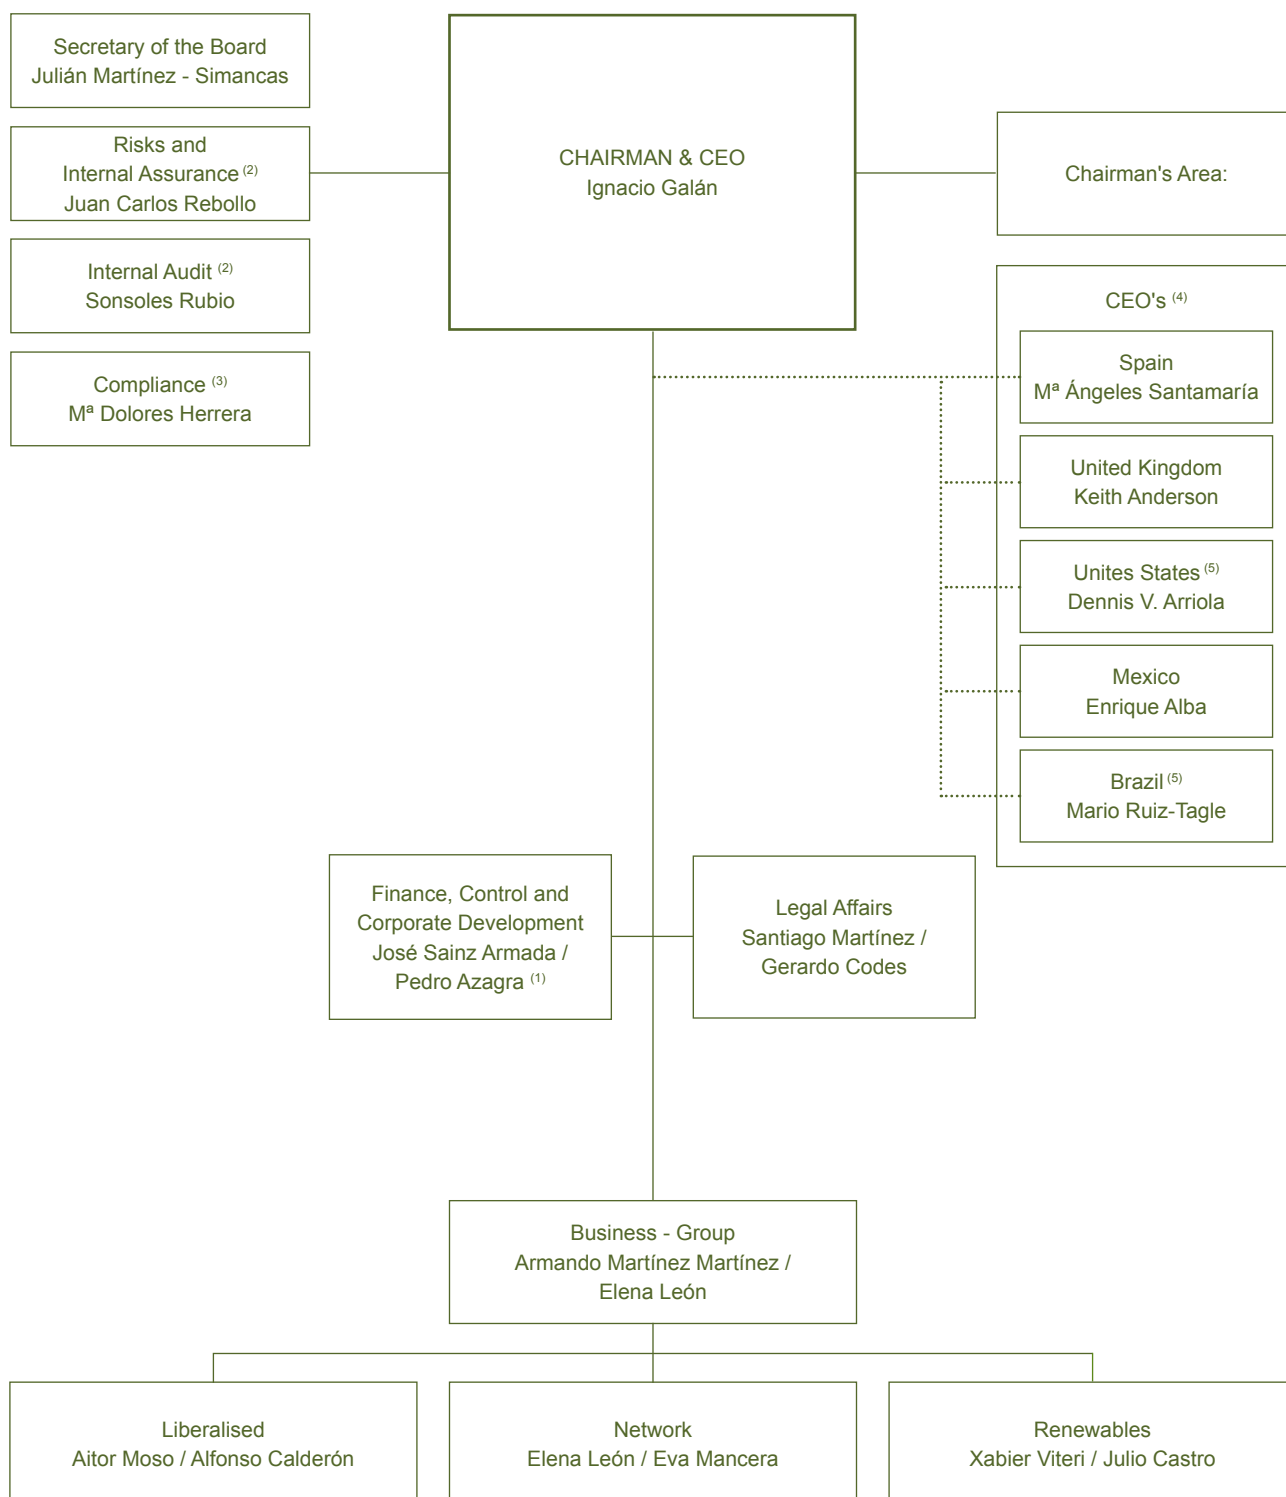 Secretary of the Board
Julián Martínez - Simancas
Risks and
Internal Assurance (2)
Juan Carlos Rebollo
Internal Audit (2)
Sonsoles Rubio
Compliance (3)
Mª Dolores Herrera
CHAIRMAN & CEO
Ignacio Galán
Chairman's Area:
CEO's (4)
Spain
Mª Ángeles Santamaría
United Kingdom
Keith Anderson
Unites States (5)
Dennis V. Arriola
Mexico
Enrique Alba
Brazil (5)
Mario Ruiz-Tagle
Finance, Control and
Corporate Development
José Sainz Armada /
Pedro Azagra (1)
Legal Affairs
Santiago Martínez /
Gerardo Codes
Business - Group
Armando Martínez Martínez /
Elena León
Liberalised
Aitor Moso / Alfonso Calderón
Network
Elena León / Eva Mancera
Renewables
Xabier Viteri / Julio Castro